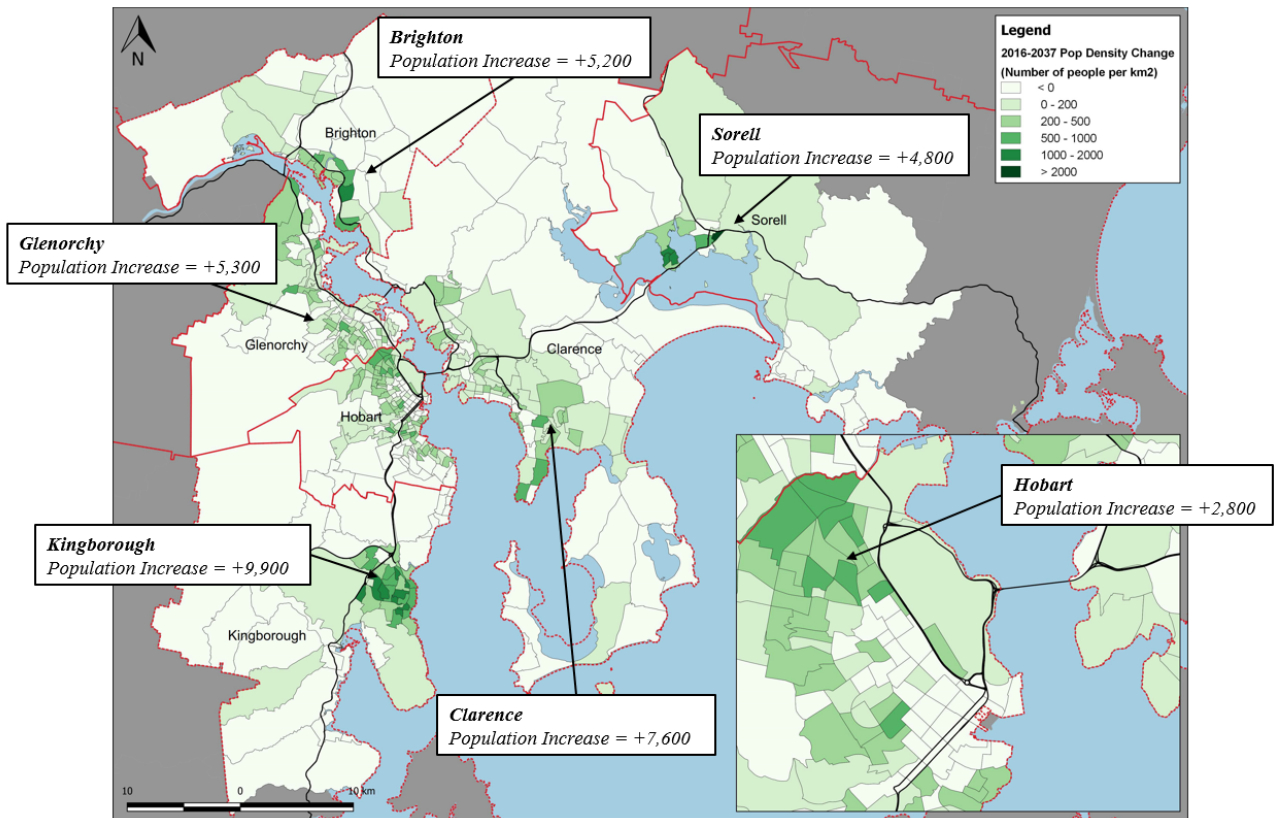 N
Brighton
Population Increase = +5,200
Legend
2016-2037 Pop Density Change
(Number of people per km2)
< 0
0 - 200
200 - 500
500 - 1000
1000 - 2000
> 2000
Sorell
Population Increase = +4,800
Brighton
Sorell
Glenorchy
Population Increase = +5,300
Glenorchy
Clarence
Hobart
Hobart
Population Increase = +2,800
Kingborough
Population Increase = +9,900
Kingborough
Clarence
Population Increase = +7,600
10 0 10 km